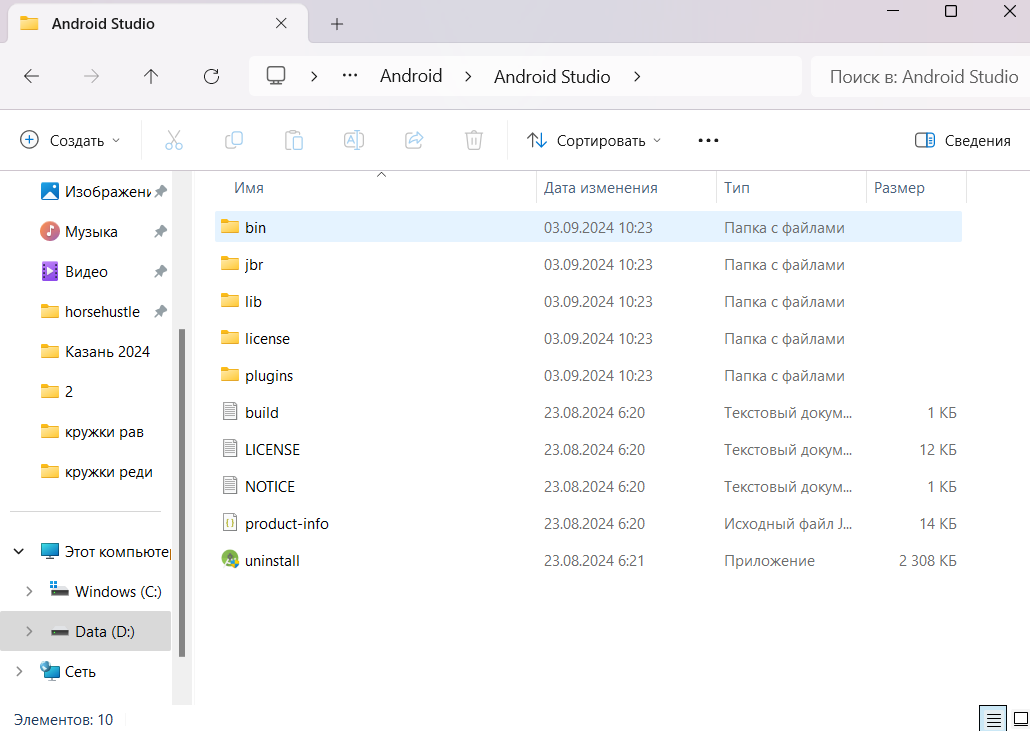 Android Studio
Android Android Studio Поиск в: Android Studio
Создать Сортировать Сведения
Изображени
Музыка
Видео
horsehustle
Казань 2024
2
кружки рав
кружки реди
Этот компьютер
Windows (C:)
Data (D:)
Сеть
Имя Дата изменения Тип Размер
bin 03.09.2024 10:23 Папка с файлами
jbr 03.09.2024 10:23 Папка с файлами
lib 03.09.2024 10:23 Папка с файлами
license 03.09.2024 10:23 Папка с файлами
plugins 03.09.2024 10:23 Папка с файлами
build 23.08.2024 6:20 Текстовый докум... 1 КБ
LICENSE 23.08.2024 6:20 Текстовый докум... 12 КБ
NOTICE 23.08.2024 6:20 Текстовый докум... 1 КБ
product-info 23.08.2024 6:20 Исходный файл J... 14 КБ
uninstall 23.08.2024 6:21 Приложение 2 308 КБ
Элементов: 10